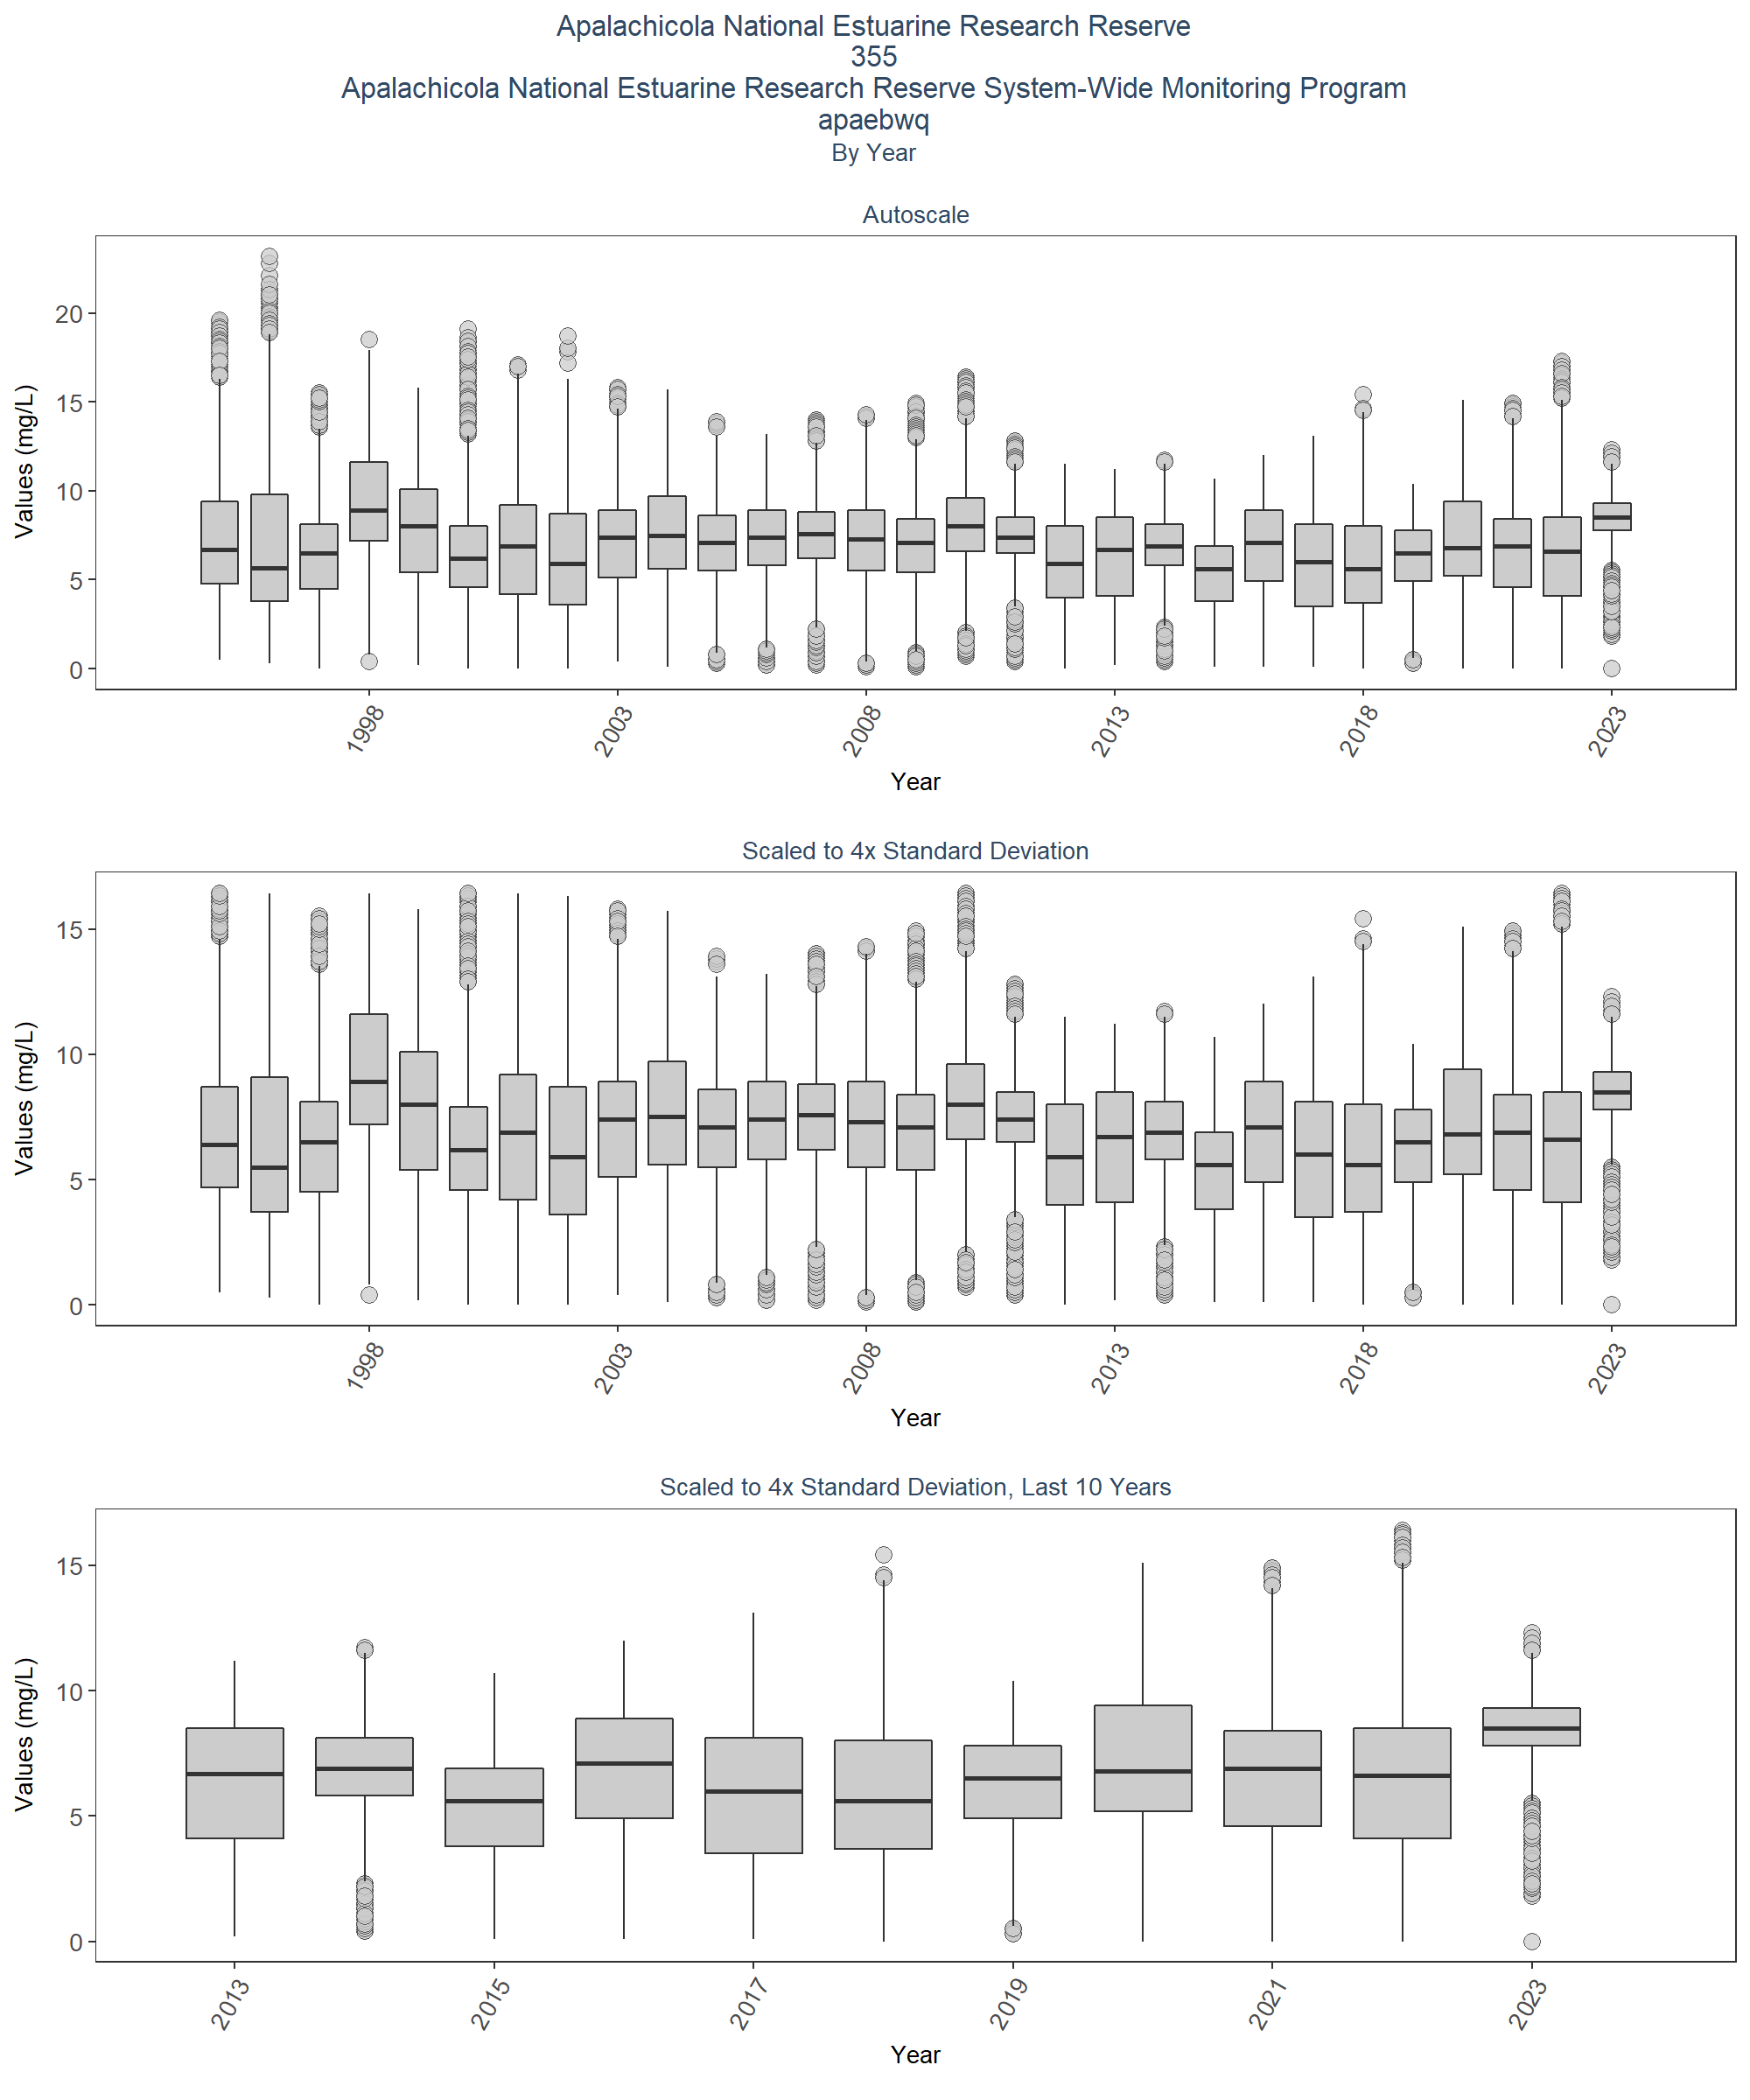 Apalachicola National Estuarine Research Reserve
355
Apalachicola National Estuarine Research Reserve System-Wide Monitoring Program
apaebwq
By Year
Autoscale
Values (mg/L)
20
15
10
5
0
1998 2003 2008 2013 2018 2023
Year
Scaled to 4x Standard Deviation
Values (mg/L)
15
10
5
0
1998 2003 2008 2013 2018 2023
Year
Scaled to 4x Standard Deviation, Last 10 Years
Values (mg/L)
15
10
5
0
2013 2015 2017 2019 2021 2023
Year